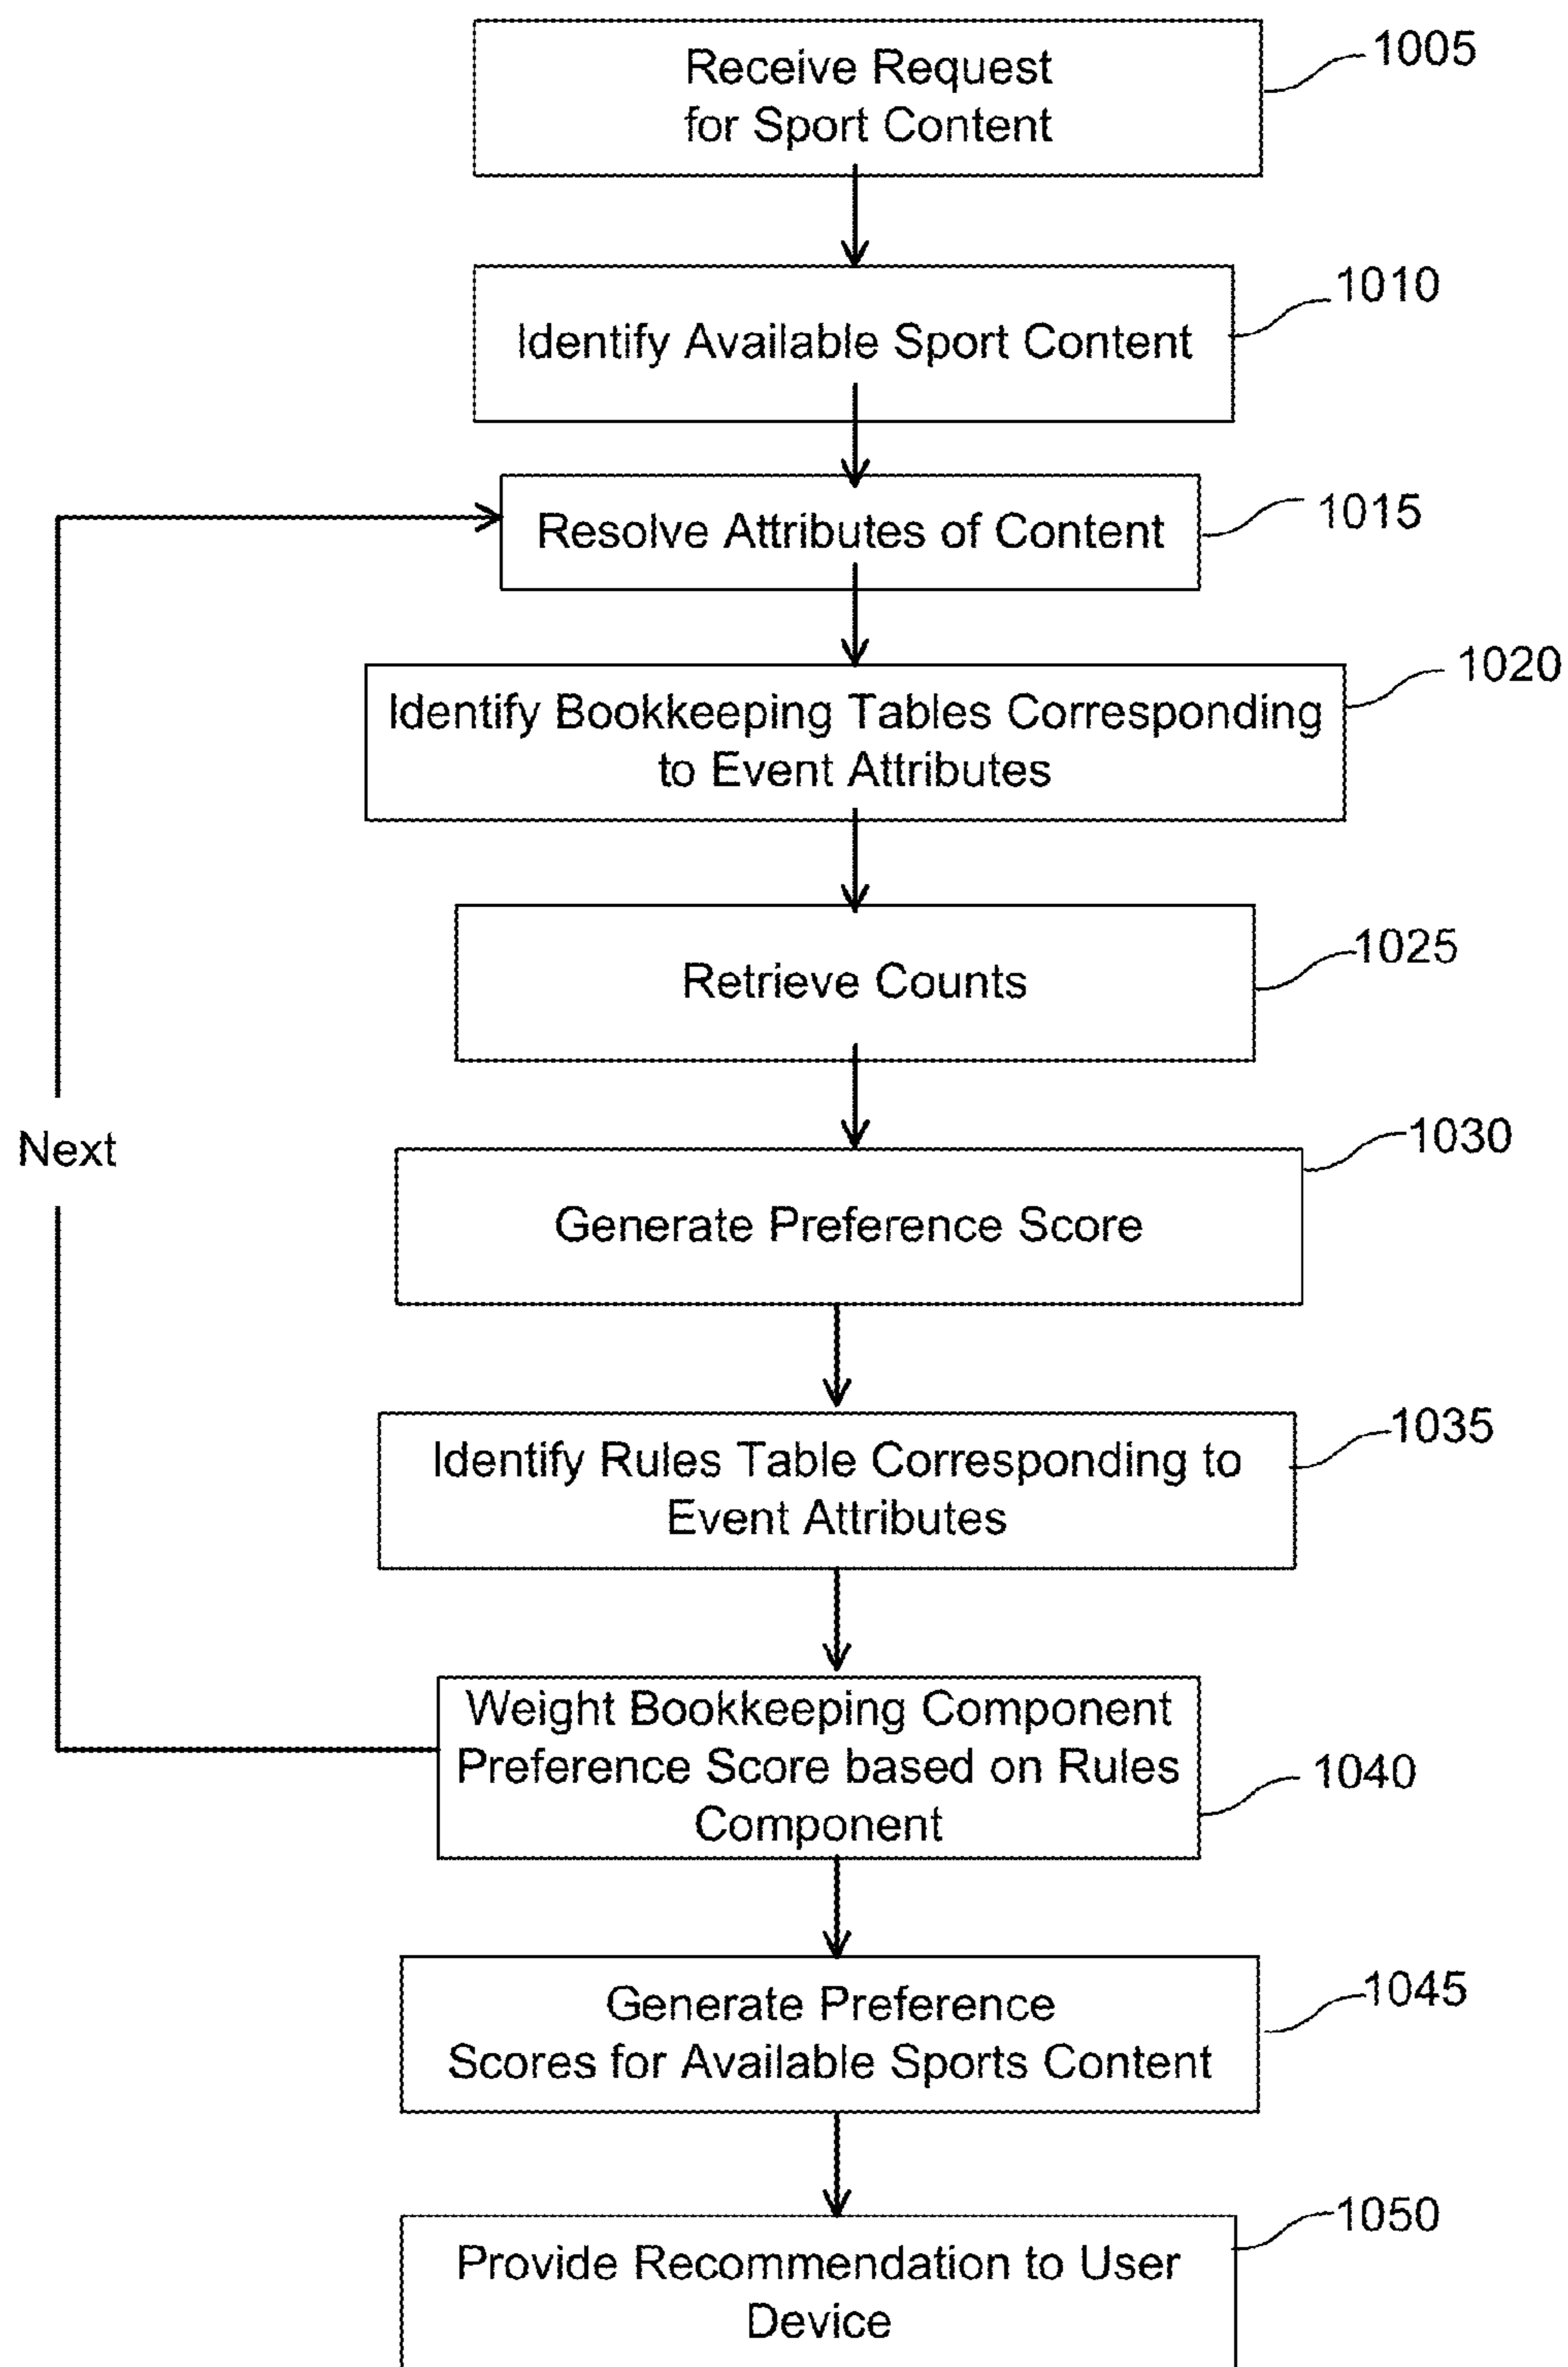 Receive Request
for Sport Content
1005
Identify Available Sport Content
1010
Resolve Attributes of Content
1015
Identify Bookkeeping Tables Corresponding
to Event Attributes
1020
Retrieve Counts
1025
Next
Generate Preference Score
1030
Identify Rules Table Corresponding to
Event Attributes
1035
Weight Bookkeeping Component
Preference Score based on Rules
Component
1040
Generate Preference
Scores for Available Sports Content
1045
Provide Recommendation to User
Device
1050